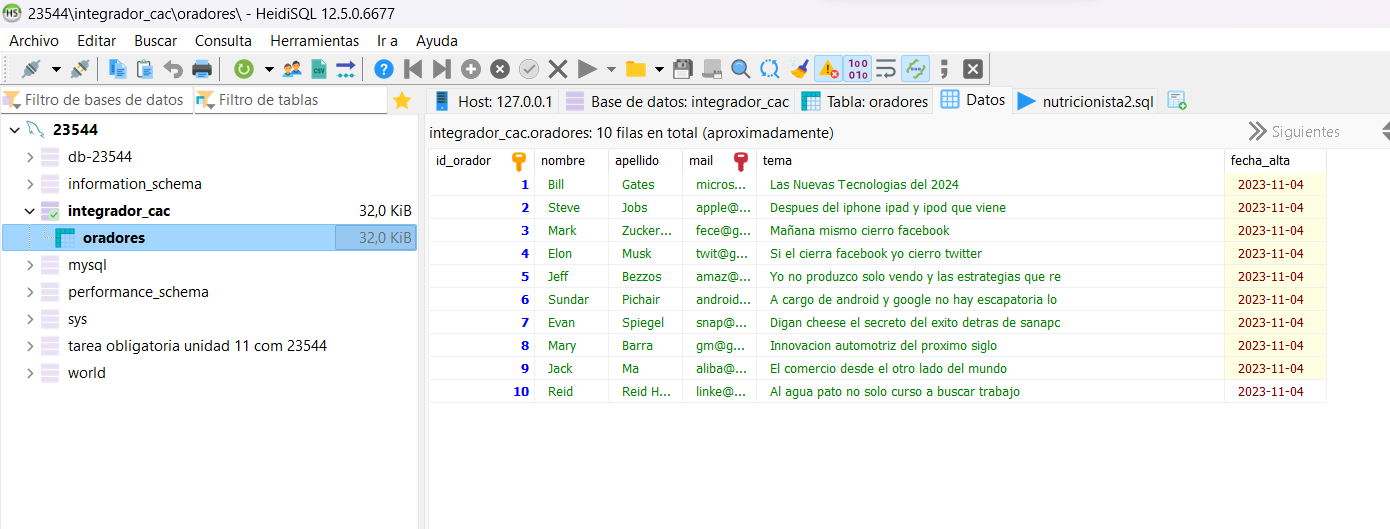 23544\integrador_cac\oradores\ - HeidiSQL 12.5.0.6677
Archivo Editar Buscar Consulta Herramientas Ir a Ayuda
Filtro de bases de datos Filtro de tablas
Host: 127.0.0.1 Base de datos: integrador_cac Tabla: oradores Datos nutricionista2.sql
23544
db-23544
information_schema
integrador_cac 32,0 KiB
oradores 32,0 KiB
mysql
performance_schema
sys
tarea obligatoria unidad 11 com 23544
world
integrador_cac.oradores: 10 filas en total (aproximadamente) Siguientes
id_orador nombre apellido mail tema fecha_alta
1 Bill Gates micros... Las Nuevas Tecnologias del 2024 2023-11-04
2 Steve Jobs apple@... Despues del iphone ipad y ipod que viene 2023-11-04
3 Mark Zucker... fece@g... Mañana mismo cierro facebook 2023-11-04
4 Elon Musk twit@g... Si el cierra facebook yo cierro twitter 2023-11-04
5 Jeff Bezzos amaz@... Yo no produzco solo vendo y las estrategias que re 2023-11-04
6 Sundar Pichair android... A cargo de android y google no hay escapatoria lo 2023-11-04
7 Evan Spiegel snap@... Digan cheese el secreto del exito detras de sanapc 2023-11-04
8 Mary Barra gm@g... Innovacion automotriz del proximo siglo 2023-11-04
9 Jack Ma aliba@... El comercio desde el otro lado del mundo 2023-11-04
10 Reid Reid H... linke@... Al agua pato no solo curso a buscar trabajo 2023-11-04